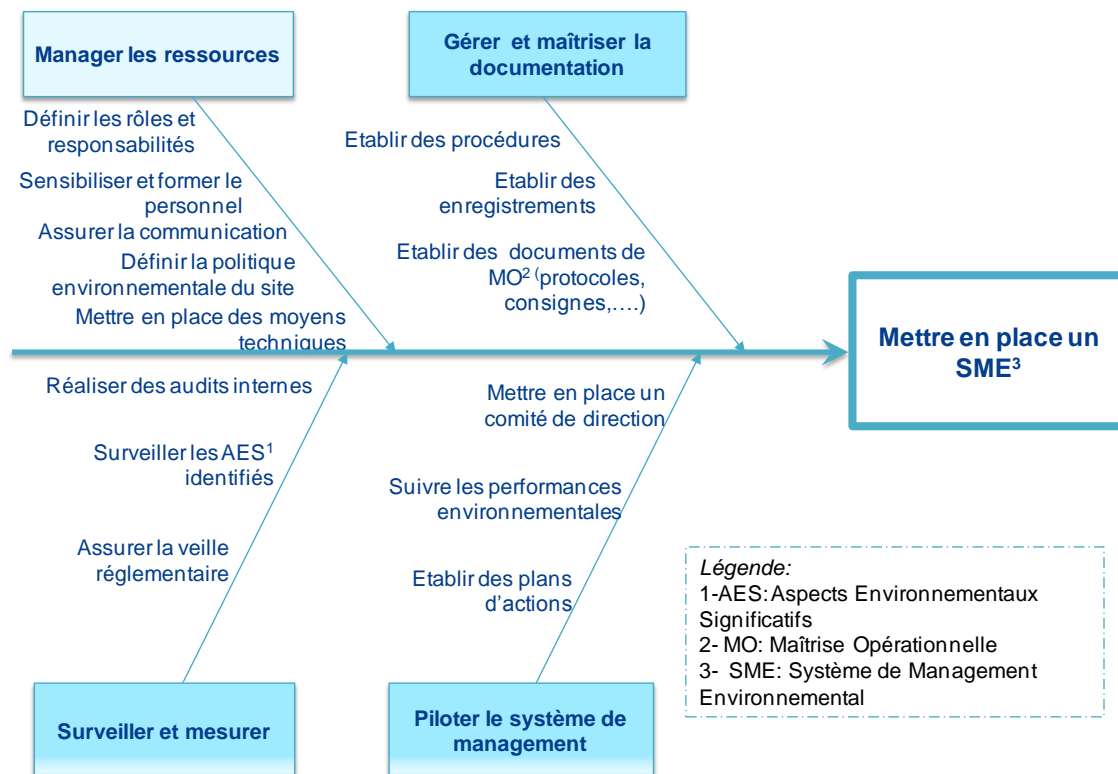 Manager les ressources
Gérer et maîtriser la
documentation
Définir les rôles et
responsabilités
Sensibiliser et former le
personnel
Assurer la communication
Définir la politique
environnementale du site
Mettre en place des moyens
techniques
Etablir des procédures
Etablir des
enregistrements
Etablir des documents de
MO² (protocoles,
consignes,….)
Mettre en place un
SME³
Réaliser des audits internes
Surveiller les AES¹
identifiés
Assurer la veille
réglementaire
Mettre en place un
comité de direction
Suivre les performances
environnementales
Etablir des plans
d’actions
Légende:
1-AES: Aspects Environnementaux
Significatifs
2- MO: Maîtrise Opérationnelle
3- SME: Système de Management
Environnemental
Surveiller et mesurer
Piloter le système de
management